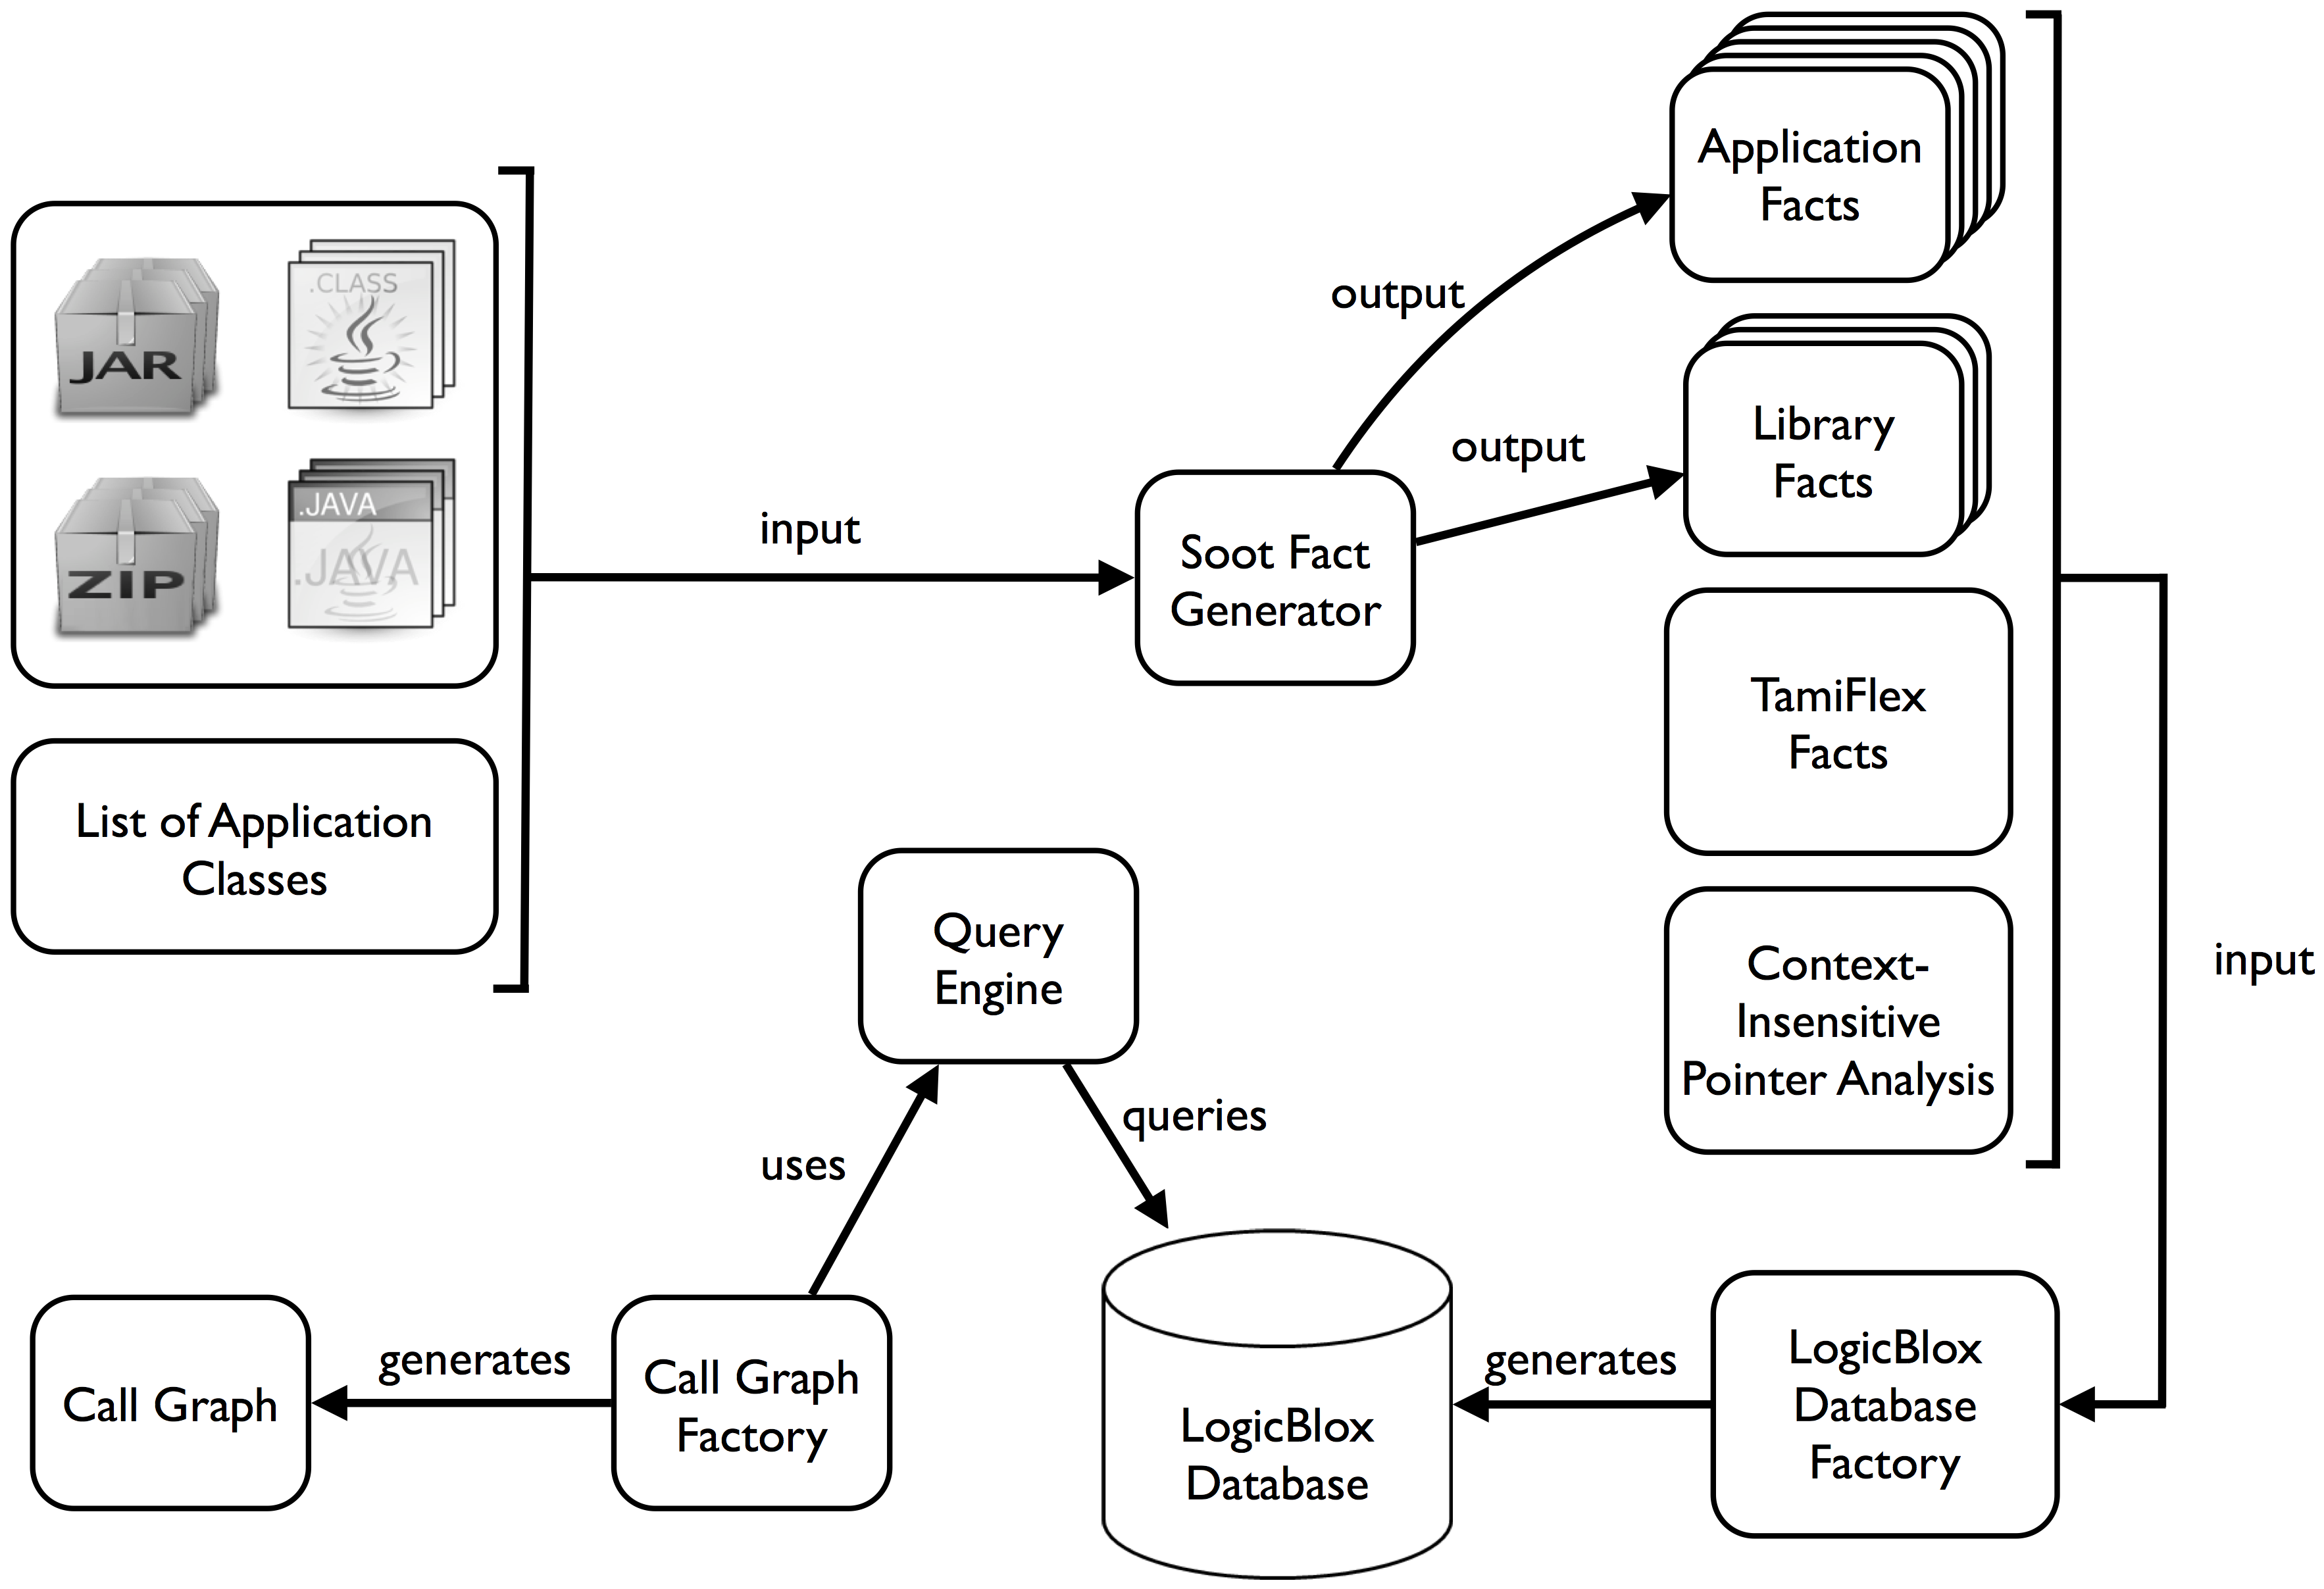 Application
Facts
output
JAR
.CLASS
Library
Facts
output
.JAVA
.JAVA
ZIP
input
Soot Fact
Generator
TamiFlex
Facts
List of Application
Classes
Query
Engine
Context-
Insensitive
Pointer Analysis
input
queries
uses
generates
Call Graph
Call Graph
Factory
LogicBlox
Database
generates
LogicBlox
Database
Factory